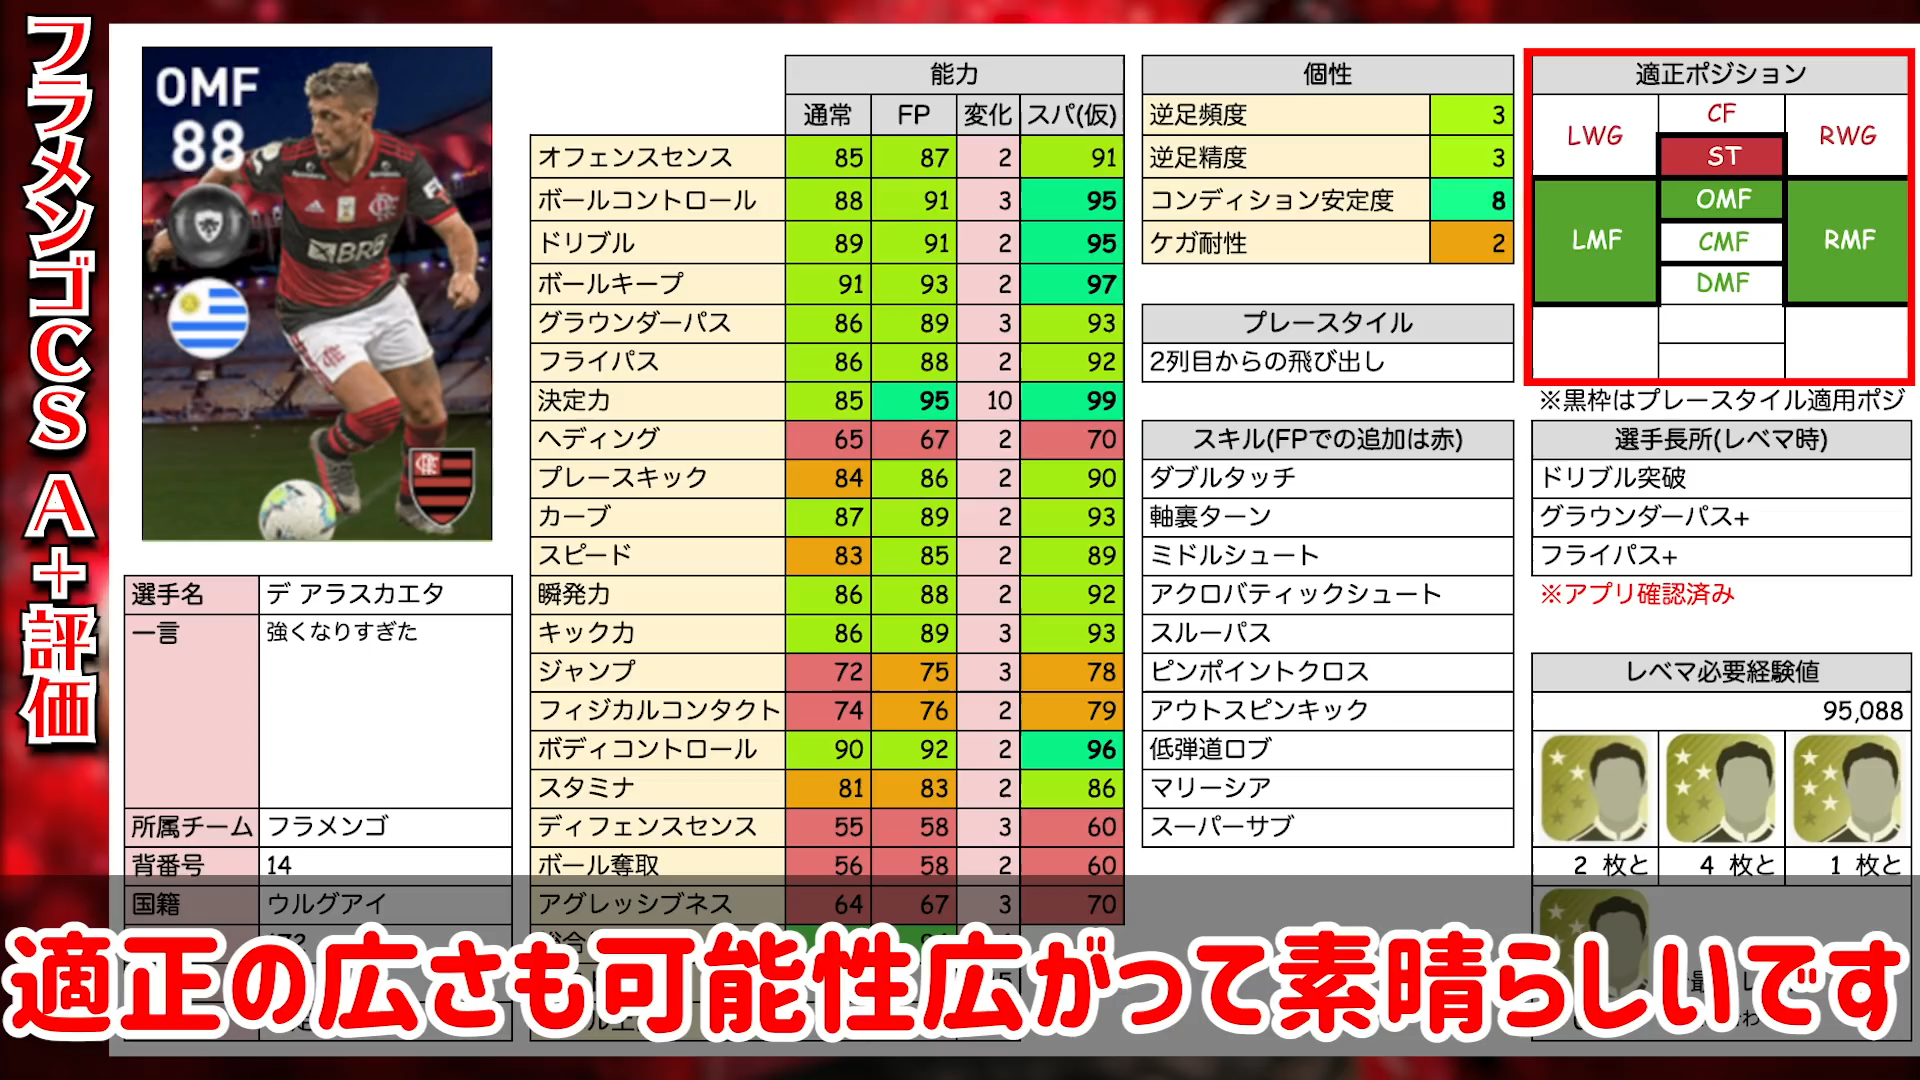 フラメンゴCS A+評価
OMF
88
BRB
選手名 デ アラスカエタ
一言 強くなりすぎた
所属チーム フラメンゴ
背番号 14
国籍 ウルグアイ
能力
通常 FP 変化 スパ(仮)
オフェンスセンス 85 87 2 91
ボールコントロール 88 91 3 95
ドリブル 89 91 2 95
ボールキープ 91 93 2 97
グラウンダーパス 86 89 3 93
フライパス 86 88 2 92
決定力 85 95 10 99
ヘディング 65 67 2 70
プレースキック 84 86 2 90
カーブ 87 89 2 93
スピード 83 85 2 89
瞬発力 86 88 2 92
キック力 86 89 3 93
ジャンプ 72 75 3 78
フィジカルコンタクト 74 76 2 79
ボディコントロール 90 92 2 96
スタミナ 81 83 2 86
ディフェンスセンス 55 58 3 60
ボール奪取 56 58 2 60
アグレッシブネス 64 67 3 70
個性
逆足頻度 3
逆足精度 3
コンディション安定度 8
ケガ耐性 2
プレースタイル
2列目からの飛び出し
スキル(FPでの追加は赤)
ダブルタッチ
軸裏ターン
ミドルシュート
アクロバティックシュート
スルーパス
ピンポイントクロス
アウトスピンキック
低弾道ロブ
マリーシア
スーパーサブ
適正ポジション
LWG CF RWG
ST
OMF
LMF CMF RMF
DMF
※黒枠はプレースタイル適用ポジ
選手長所(レベマ時)
ドリブル突破
グラウンダーパス+
フライパス+
※アプリ確認済み
レベマ必要経験値
95,088
2 枚と 4 枚と 1 枚と
適正の広さも可能性広がって素晴らしいです